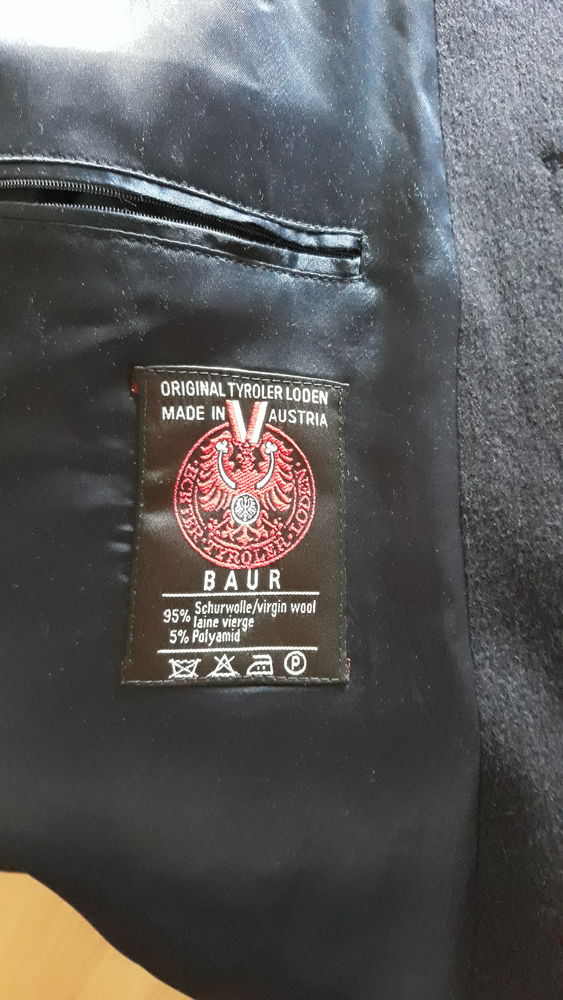 ORIGINAL TYROLER LODEN
MADE IN AUSTRIA
· ECHTER · TYROLER · LODEN ·
BAUR
95% Schurwolle/virgin wool
laine vierge
5% Polyamid
P